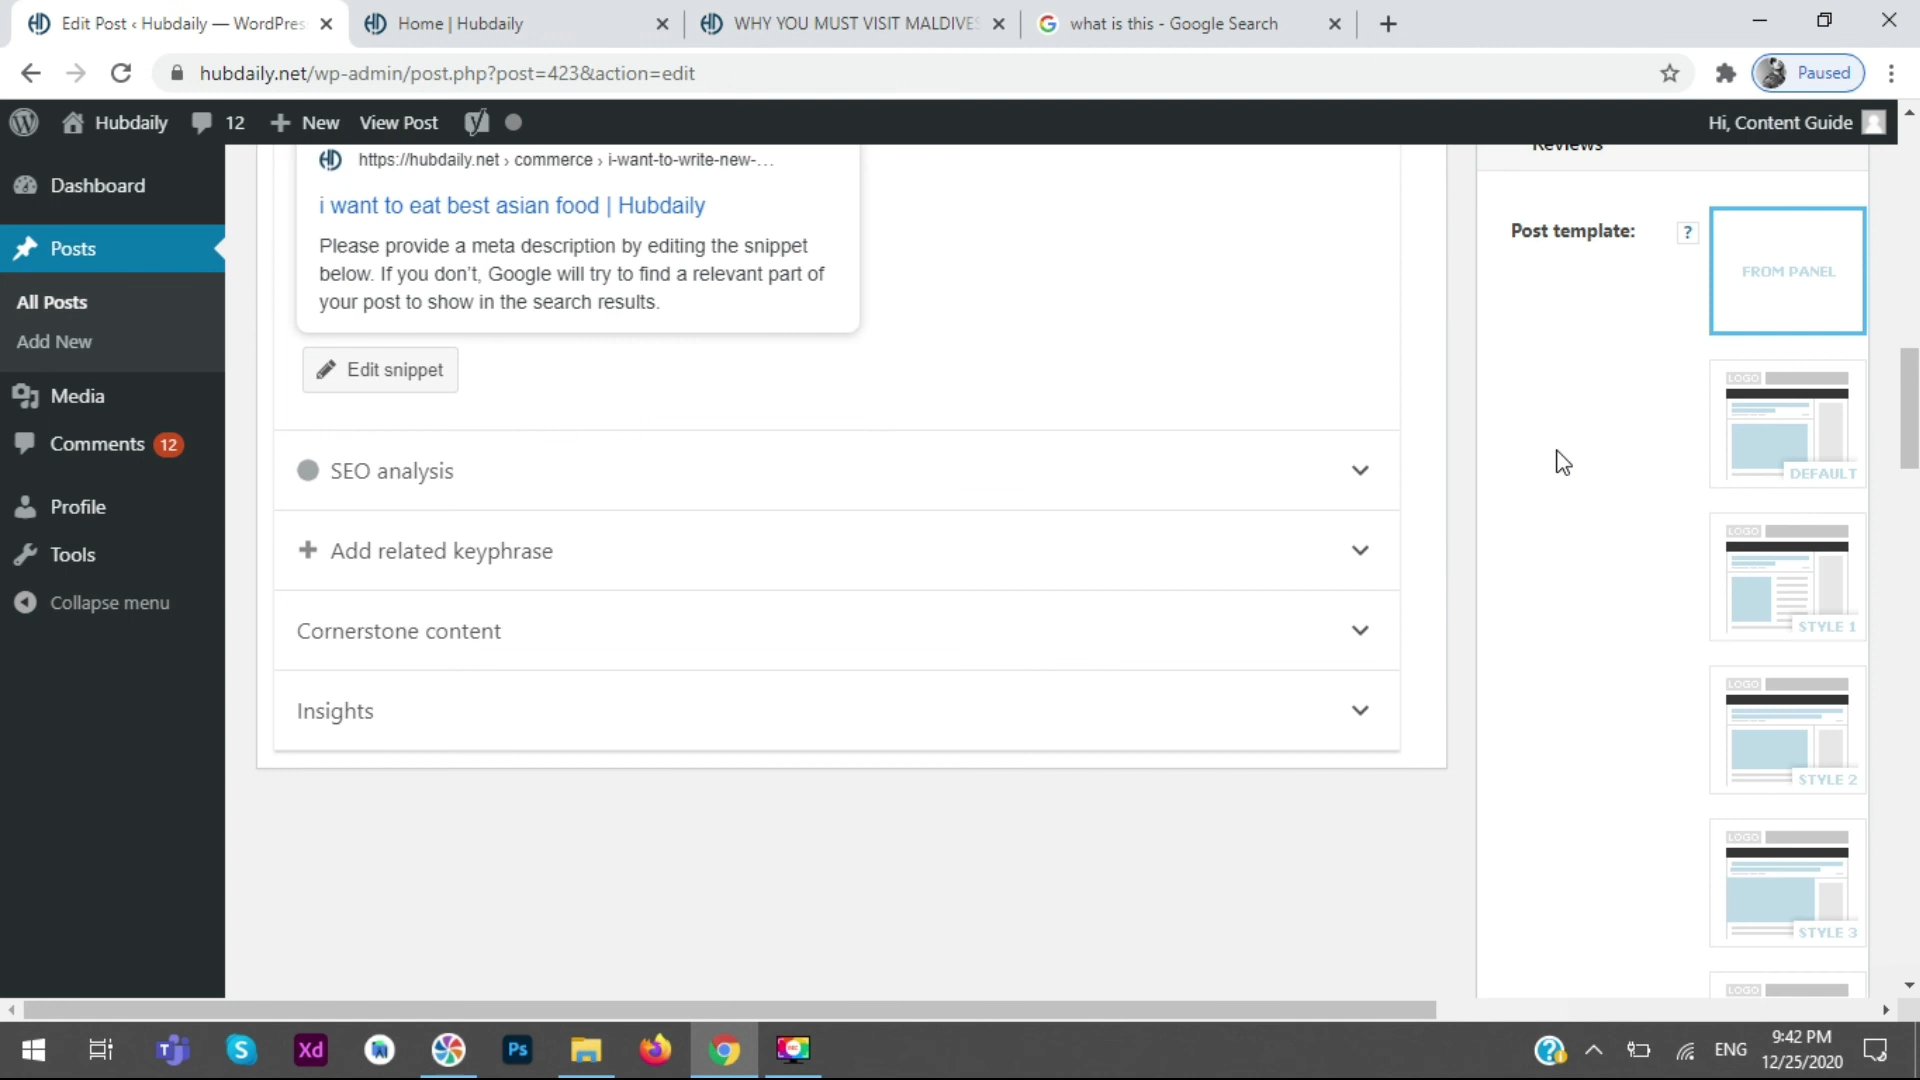 Edit Post ‹ Hubdaily — WordPres
Home | Hubdaily
WHY YOU MUST VISIT MALDIVES
what is this - Google Search
hubdaily.net/wp-admin/post.php?post=423&action=edit
Paused
Hubdaily
12
New
View Post
Hi, Content Guide
https://hubdaily.net › commerce › i-want-to-write-new-...
Reviews
Dashboard
i want to eat best asian food | Hubdaily
Post template:
?
FROM PANEL
Posts
Please provide a meta description by editing the snippet
below. If you don't, Google will try to find a relevant part of
your post to show in the search results.
All Posts
Add New
Edit snippet
Media
LOGO
DEFAULT
Comments 12
SEO analysis
Profile
LOGO
STYLE 1
Tools
Add related keyphrase
Collapse menu
Cornerstone content
LOGO
STYLE 2
Insights
LOGO
STYLE 3
LOGO
T
S
Xd
Ps
ENG
9:42 PM
12/25/2020